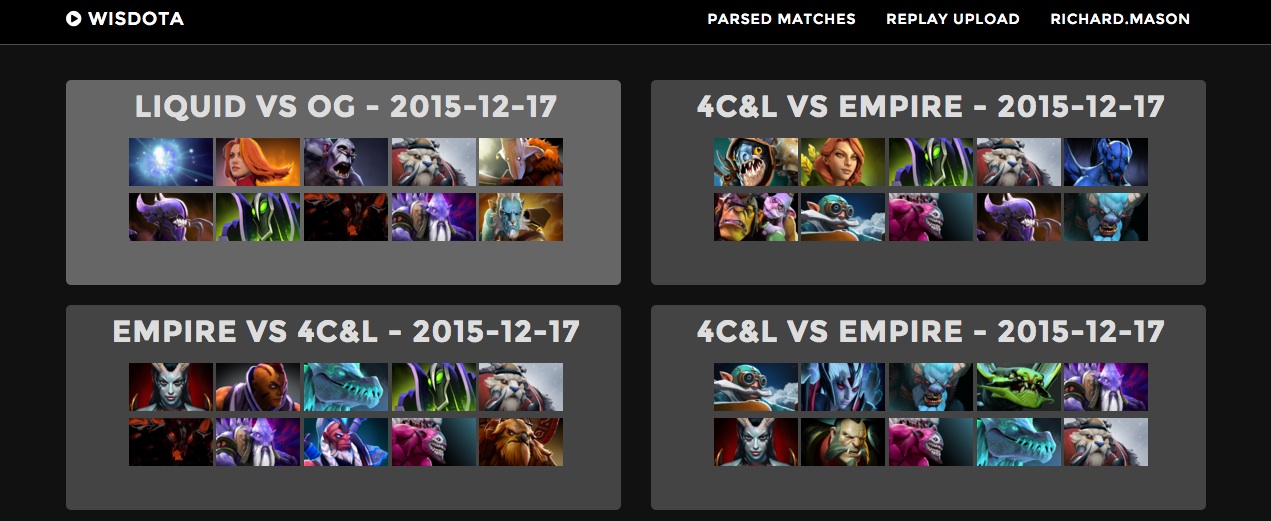 WISDOTA
PARSED MATCHES REPLAY UPLOAD RICHARD.MASON
LIQUID VS OG - 2015-12-17
4C&L VS EMPIRE - 2015-12-17
EMPIRE VS 4C&L - 2015-12-17
4C&L VS EMPIRE - 2015-12-17